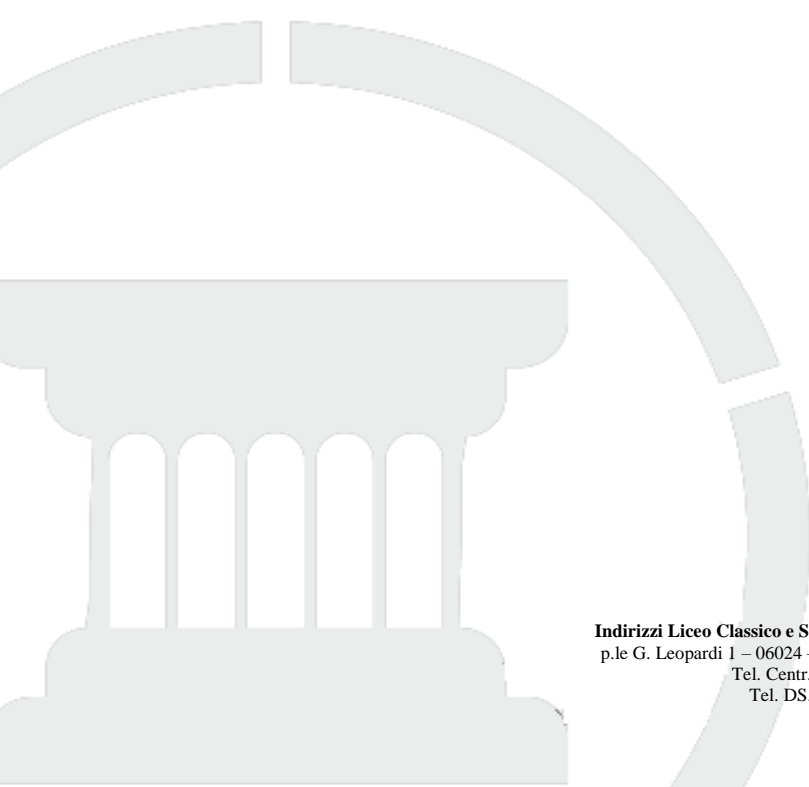 Indirizzi Liceo Classico e S
p.le G. Leopardi 1 – 06024 -
Tel. Centr.
Tel. DS.